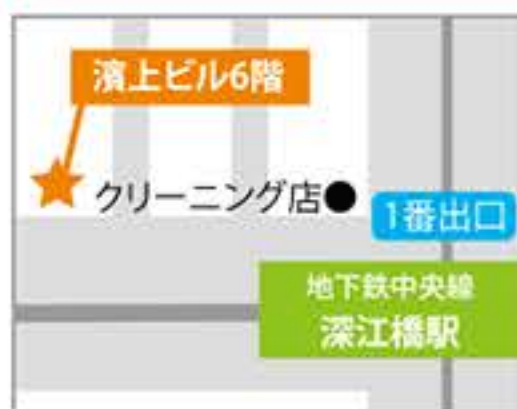 濱上ビル6階
クリーニング店
1番出口
地下鉄中央線
深江橋駅